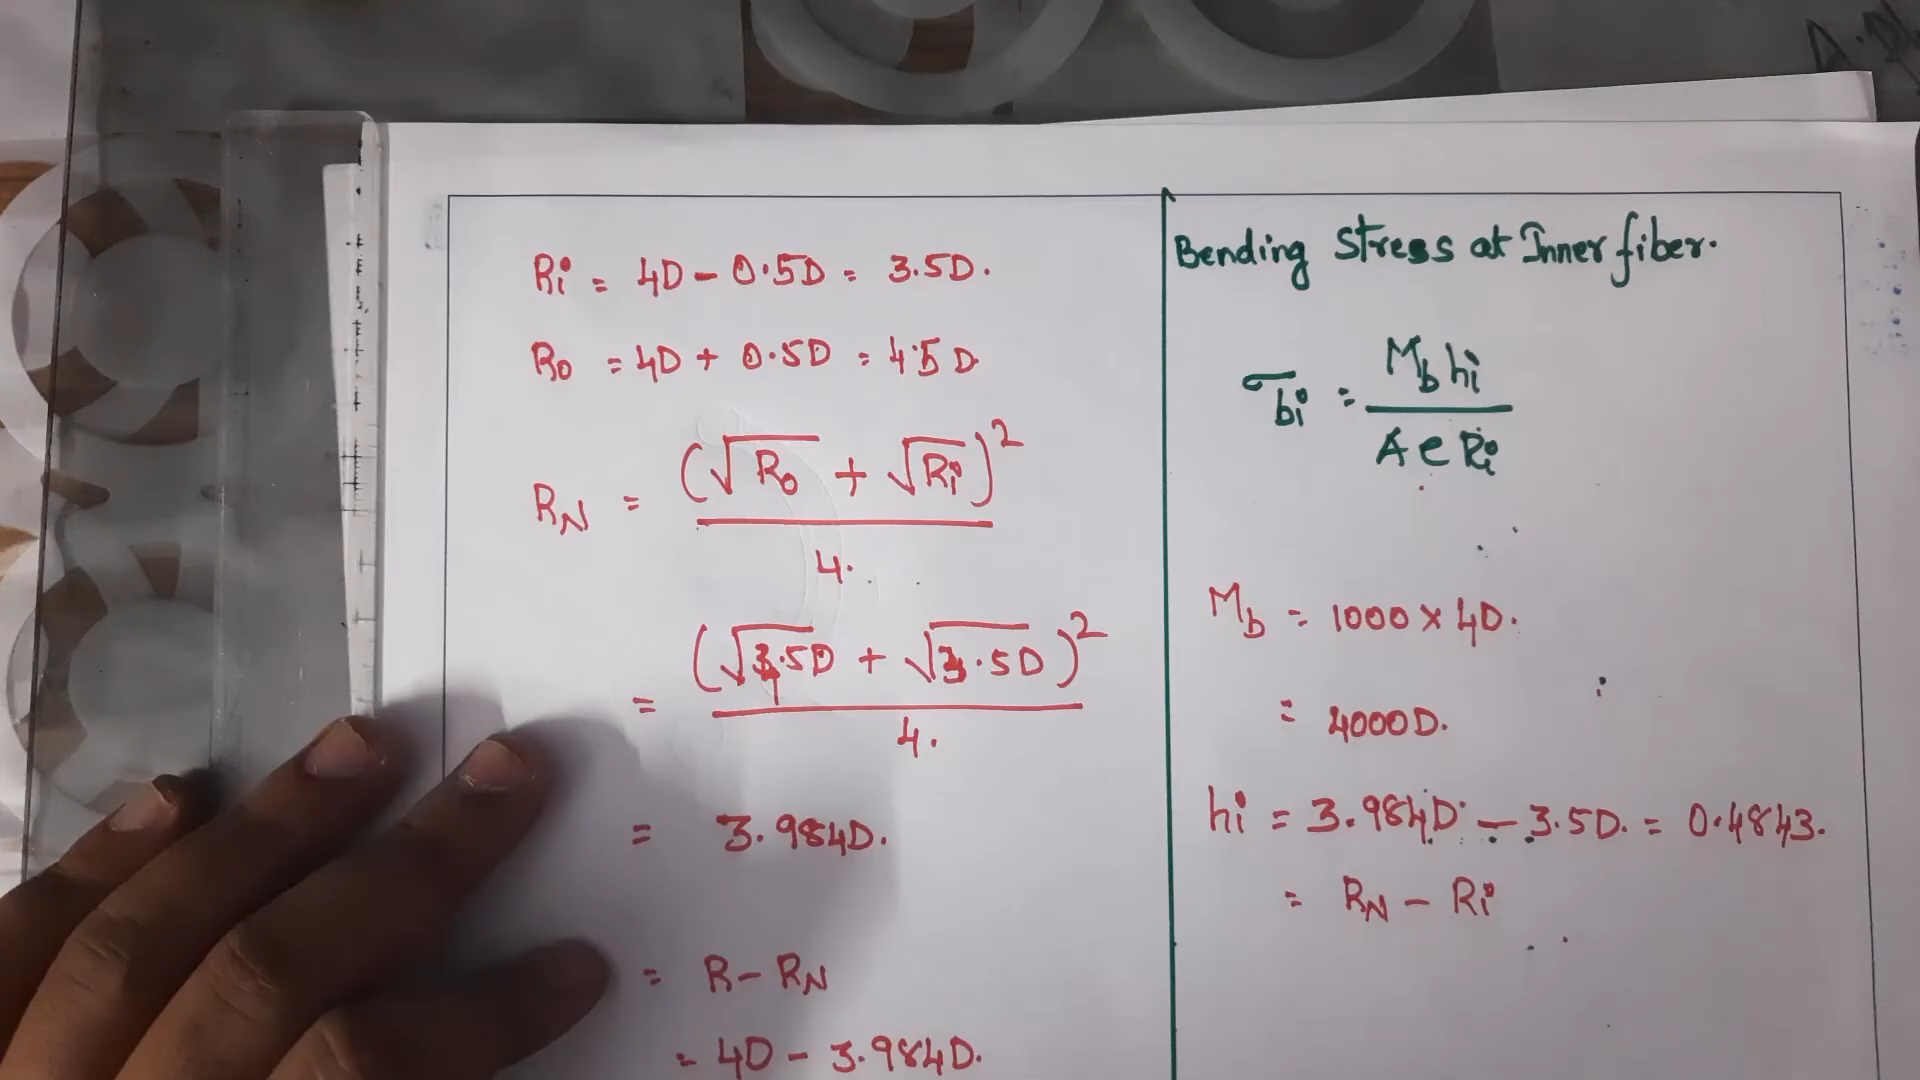 Ri = 4D - 0.5D = 3.5D.
Ro = 4D + 0.5D = 4.5D
RN = (√Ro + √Ri)²
4.
= (√4.5D + √3.5D)²
4.
= 3.984D.
= R - RN
= 4D - 3.984D.
Bending Stress at Inner fiber.
σbi = Mb hi
A e Ri
Mb = 1000 × 4D.
= 4000D.
hi = 3.984D - 3.5D. = 0.4843.
= RN - Ri